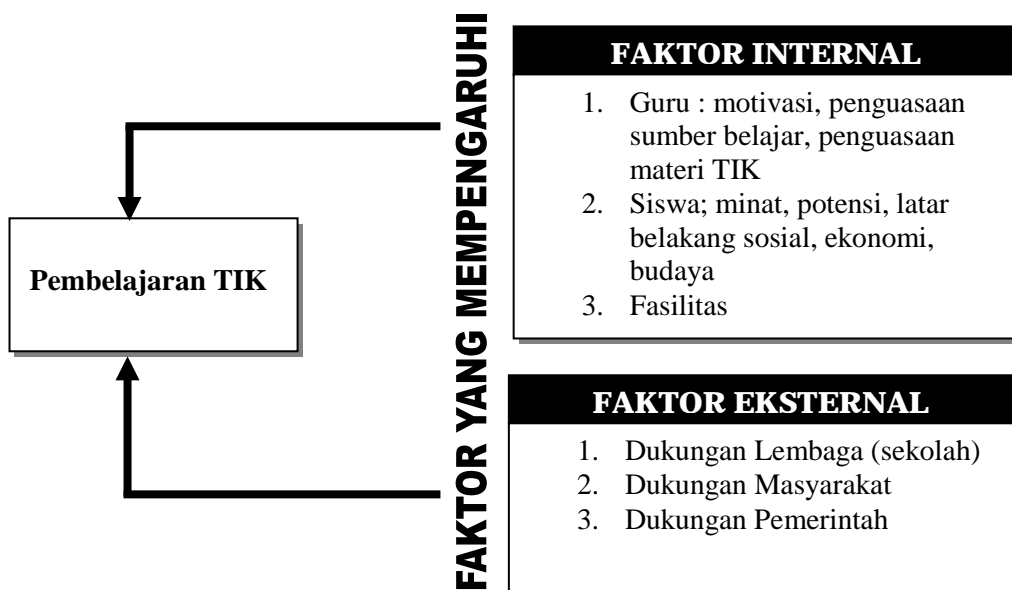 FAKTOR YANG MEMPENGARUHI
FAKTOR INTERNAL
1. Guru : motivasi, penguasaan
sumber belajar, penguasaan
materi TIK
2. Siswa; minat, potensi, latar
belakang sosial, ekonomi,
budaya
3. Fasilitas
Pembelajaran TIK
FAKTOR EKSTERNAL
1. Dukungan Lembaga (sekolah)
2. Dukungan Masyarakat
3. Dukungan Pemerintah